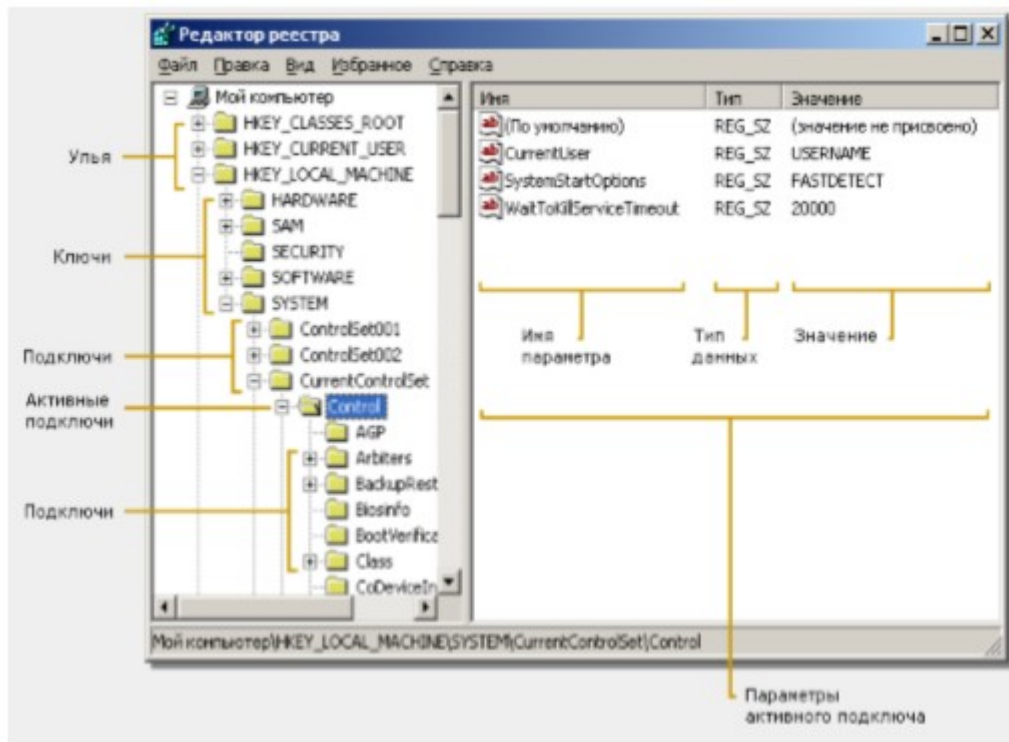 Редактор реестра
Файл Правка Вид Избранное Справка
Мой компьютер
HKEY_CLASSES_ROOT
HKEY_CURRENT_USER
HKEY_LOCAL_MACHINE
HARDWARE
SAM
SECURITY
SOFTWARE
SYSTEM
ControlSet001
ControlSet002
CurrentControlSet
Control
AGP
Arbiters
BackupRest
Biosinfo
BootVerifica
Class
CoDeviceIn
Улья
Ключи
Подключи
Активные
подключи
Подключи
Имя Тип Значение
(По умолчанию) REG_SZ (значение не присвоено)
CurrentUser REG_SZ USERNAME
SystemStartOptions REG_SZ FASTDETECT
WaitToKillServiceTimeout REG_SZ 20000
Имя
параметра
Тип
данных
Значение
Мой компьютер\HKEY_LOCAL_MACHINE\SYSTEM\CurrentControlSet\Control
Параметры
активного подключа